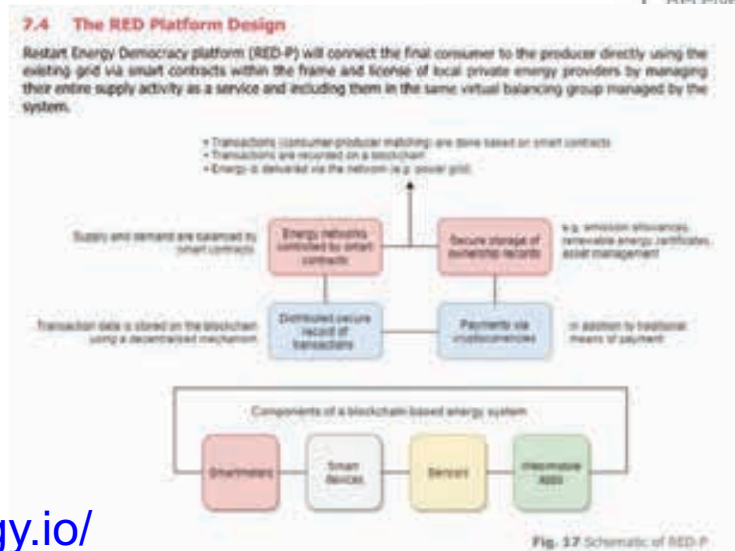 7.4 The RED Platform Design
Restart Energy Democracy platform (RED-P) will connect the final consumer to the producer directly using the
existing grid via smart contracts within the frame and license of local private energy providers by managing
their entire supply activity as a service and including them in the same virtual balancing group managed by the
system.
• Transactions (consumer-producer matching) are done based on smart contracts
• Transactions are recorded on a blockchain
• Energy is delivered via the network (e.g. power grid)
Supply and demand are balanced by
smart contracts
Energy networks
controlled by smart
contracts
Secure storage of
ownership records
e.g. emission allowances,
renewable energy certificates,
asset management
Transaction data is stored on the blockchain
using a decentralised mechanism
Distributed secure
record of
transactions
Payments via
cryptocurrencies
in addition to traditional
means of payment
Components of a blockchain-based energy system
Smartmeters
Smart
devices
Sensors
Apps
gy.io/
Fig. 17 Schematic of RED-P